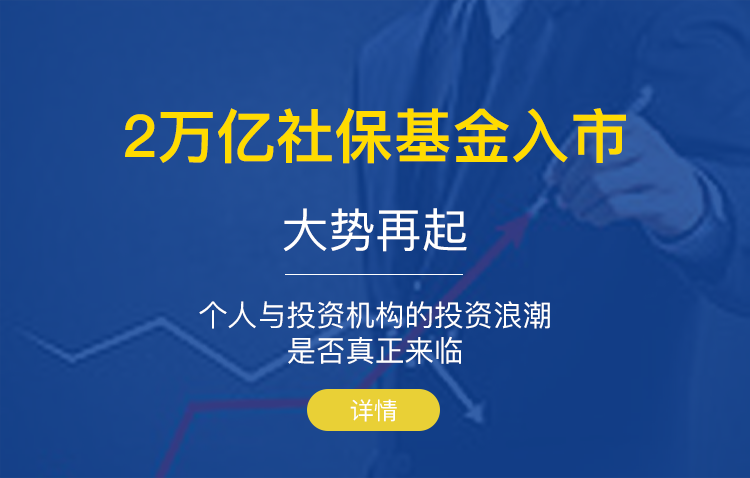 2万亿社保基金入市
大势再起
个人与投资机构的投资浪潮
是否真正来临
详情